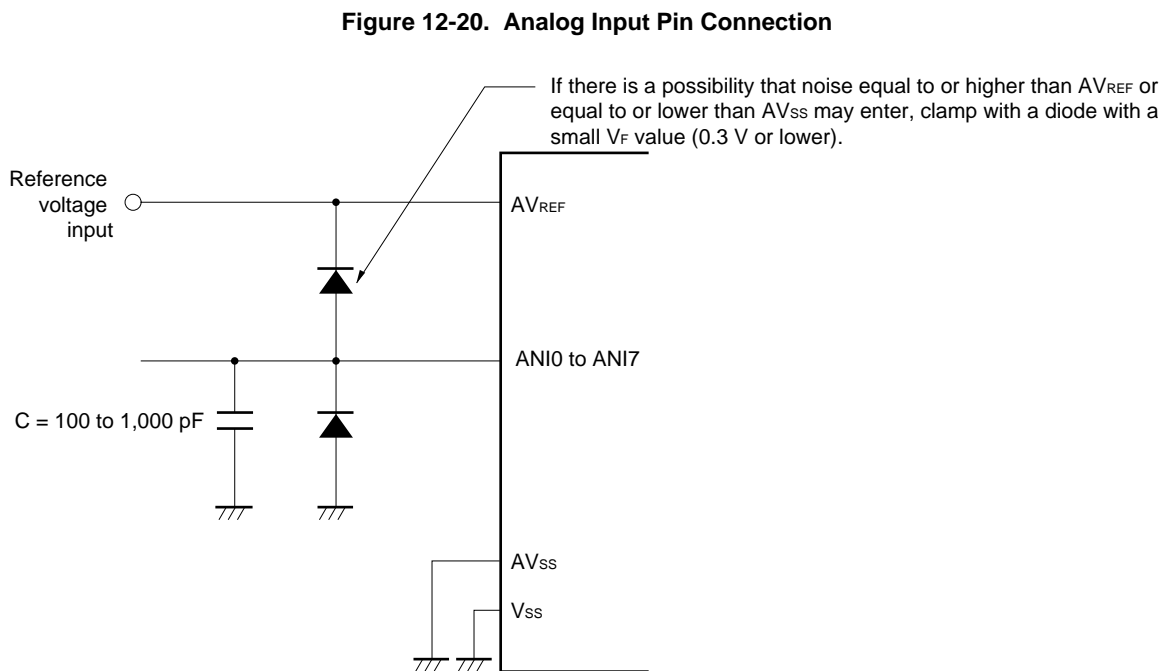 Figure 12-20. Analog Input Pin Connection
If there is a possibility that noise equal to or higher than AVREF or
equal to or lower than AVSS may enter, clamp with a diode with a
small VF value (0.3 V or lower).
Reference
voltage
input
AVREF
ANI0 to ANI7
C = 100 to 1,000 pF
AVSS
VSS